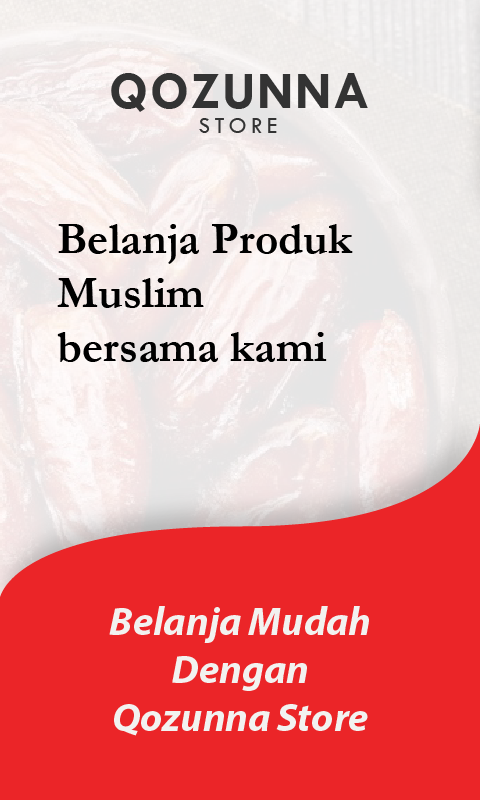 QOZUNNA
STORE
Belanja Produk
Muslim
bersama kami
Belanja Mudah
Dengan
Qozunna Store